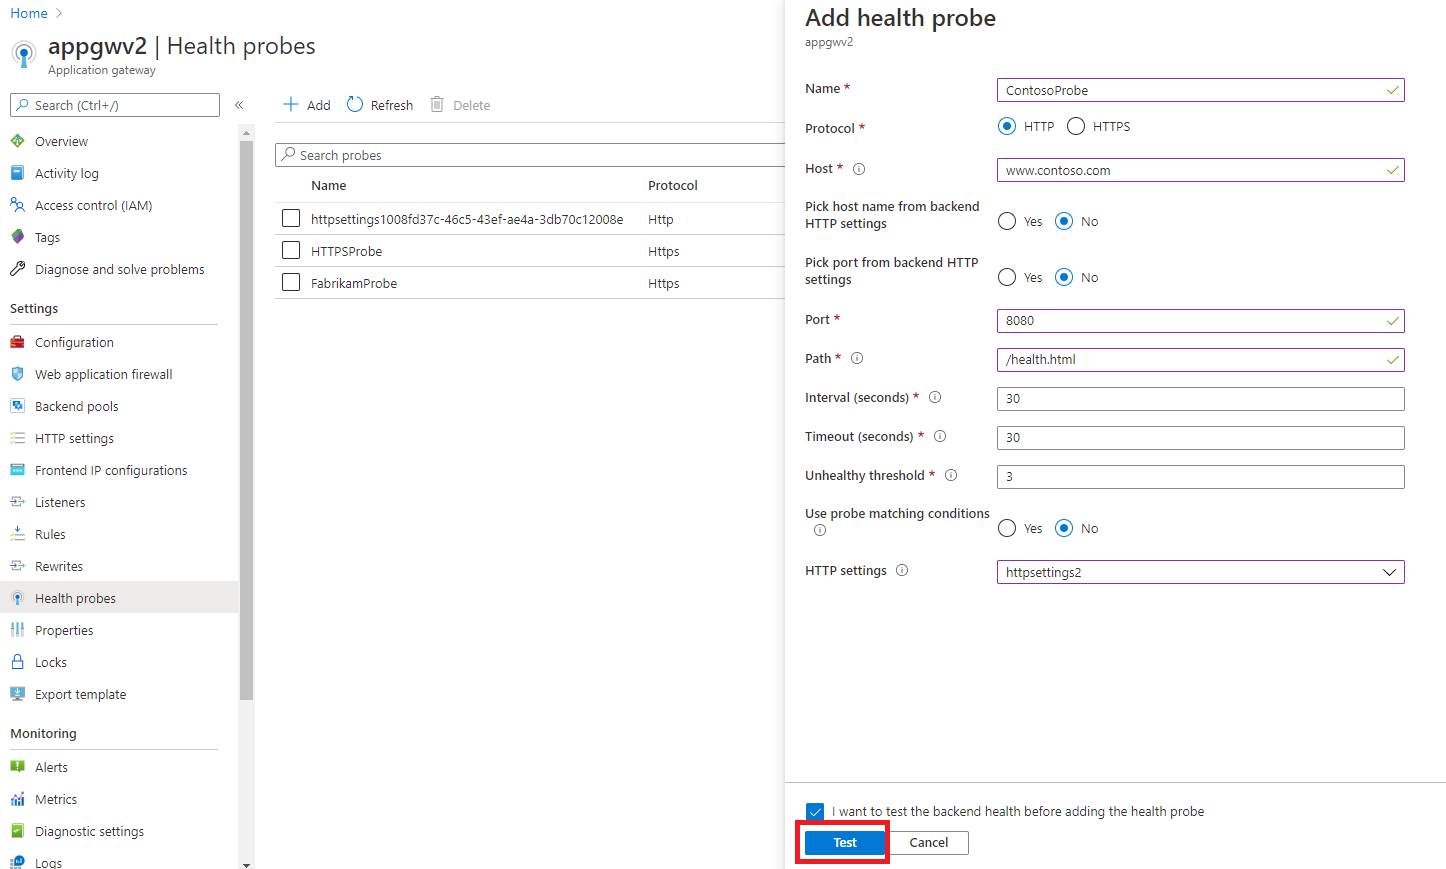 Home
appgwv2 | Health probes
Application gateway
Search (Ctrl+/)
«
Overview
Activity log
Access control (IAM)
Tags
Diagnose and solve problems
Settings
Configuration
Web application firewall
Backend pools
HTTP settings
Frontend IP configurations
Listeners
Rules
Rewrites
Health probes
Properties
Locks
Export template
Monitoring
Alerts
Metrics
Diagnostic settings
Logs
Add Refresh Delete
Search probes
Name Protocol
httpsettings1008fd37c-46c5-43ef-ae4a-3db70c12008e Http
HTTPSProbe Https
FabrikamProbe Https
Add health probe
appgwv2
Name * ContosoProbe
Protocol * HTTP HTTPS
Host * www.contoso.com
Pick host name from backend
HTTP settings Yes No
Pick port from backend HTTP
settings Yes No
Port * 8080
Path * /health.html
Interval (seconds) * 30
Timeout (seconds) * 30
Unhealthy threshold * 3
Use probe matching conditions
Yes No
HTTP settings httpsettings2
I want to test the backend health before adding the health probe
Test Cancel